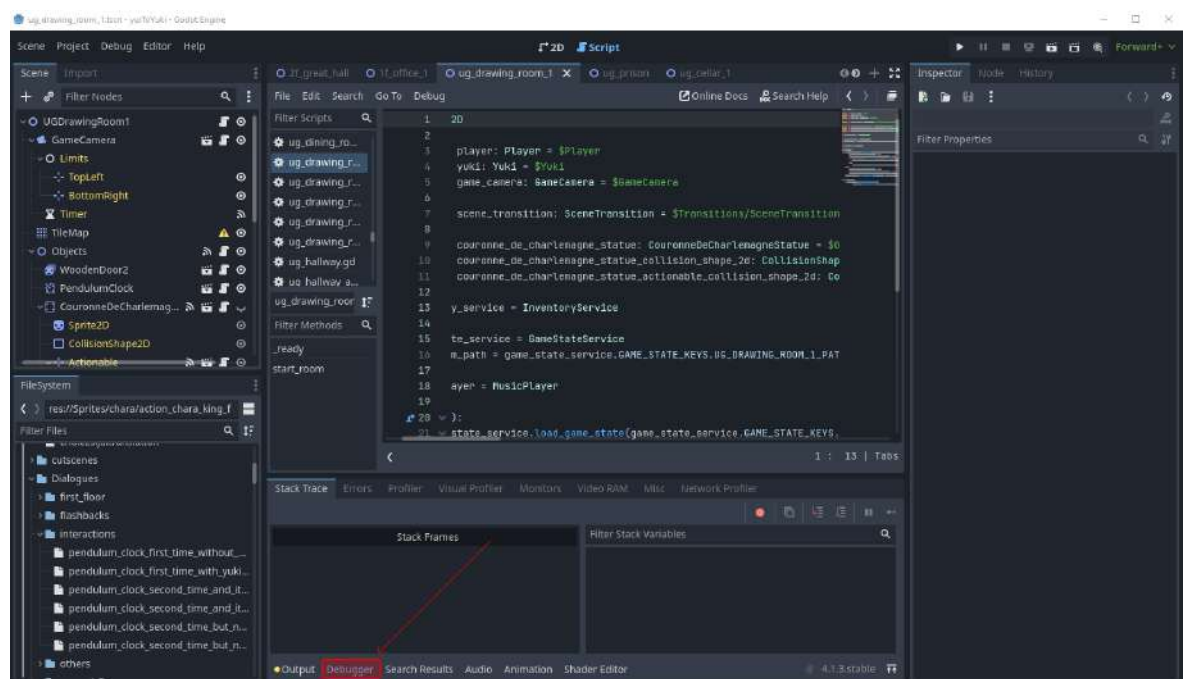 ug_drawing_room_1.tscn - yuriYuki - Godot Engine
Scene Project Debug Editor Help
2D Script
Forward+
Scene Import
Filter Nodes
UGDrawingRoom1
GameCamera
Limits
TopLeft
BottomRight
Timer
TileMap
Objects
WoodenDoor2
PendulumClock
CouronneDeCharlemag...
Sprite2D
CollisionShape2D
Actionable
FileSystem
res://Sprites/chara/action_chara_king_f
Filter Files
cutscenes
Dialogues
first_floor
flashbacks
interactions
pendulum_clock_first_time_without_...
pendulum_clock_first_time_with_yuki...
pendulum_clock_second_time_and_it...
pendulum_clock_second_time_and_it...
pendulum_clock_second_time_but_n...
pendulum_clock_second_time_but_n...
others
1f_great_hall 1f_office_1 ug_drawing_room_1 X ug_prison ug_cellar_1
File Edit Search Go To Debug Online Docs Search Help
Filter Scripts
ug_dining_ro...
ug_drawing_r...
ug_drawing_r...
ug_drawing_r...
ug_drawing_r...
ug_drawing_r...
ug_hallway.gd
ug_hallway_a...
ug_drawing_roor
Filter Methods
_ready
start_room
1 2D
2
3 player: Player = $Player
4 yuki: Yuki = $Yuki
5 game_camera: GameCamera = $GameCamera
6
7 scene_transition: SceneTransition = $Transitions/SceneTransition
8
9 couronne_de_charlemagne_statue: CouronneDeCharlemagneStatue = $O
10 couronne_de_charlemagne_statue_collision_shape_2d: CollisionShap
11 couronne_de_charlemagne_statue_actionable_collision_shape_2d: Co
12
13 y_service = InventoryService
14
15 te_service = GameStateService
16 m_path = game_state_service.GAME_STATE_KEYS.UG_DRAWING_ROOM_1_PAT
17
18 ayer = MusicPlayer
19
20 ):
21 state_service.load_game_state(game_state_service.GAME_STATE_KEYS.
1 : 13 | Tabs
Stack Trace Errors Profiler Visual Profiler Monitors Video RAM Misc Network Profiler
Stack Frames
Filter Stack Variables
Output Debugger Search Results Audio Animation Shader Editor 4.1.3.stable
Inspector Node History
Filter Properties